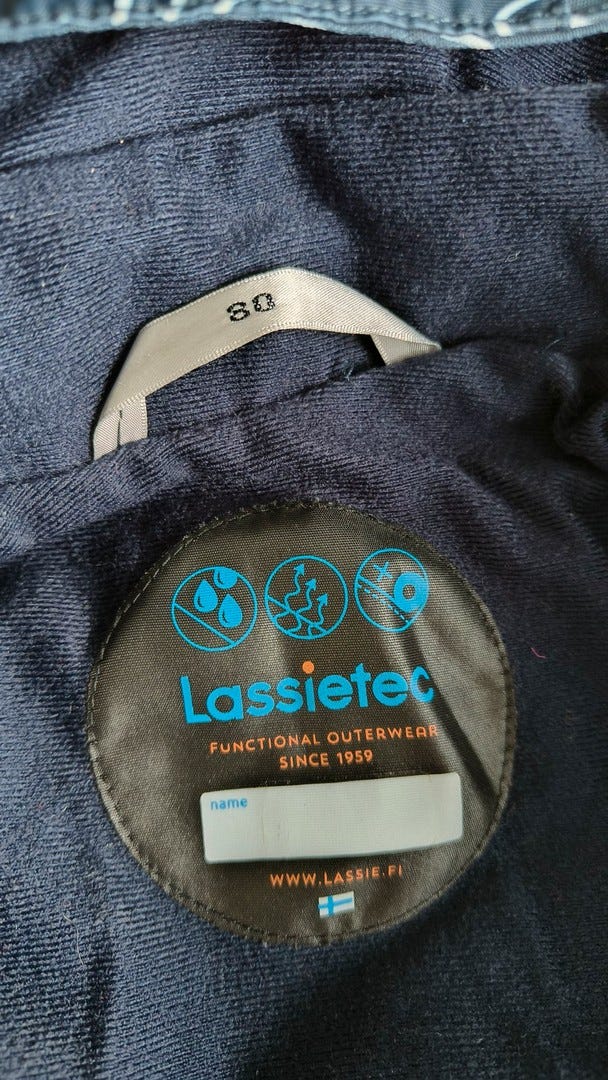 80
Lassietec
FUNCTIONAL OUTERWEAR
SINCE 1959
name
WWW.LASSIE.FI